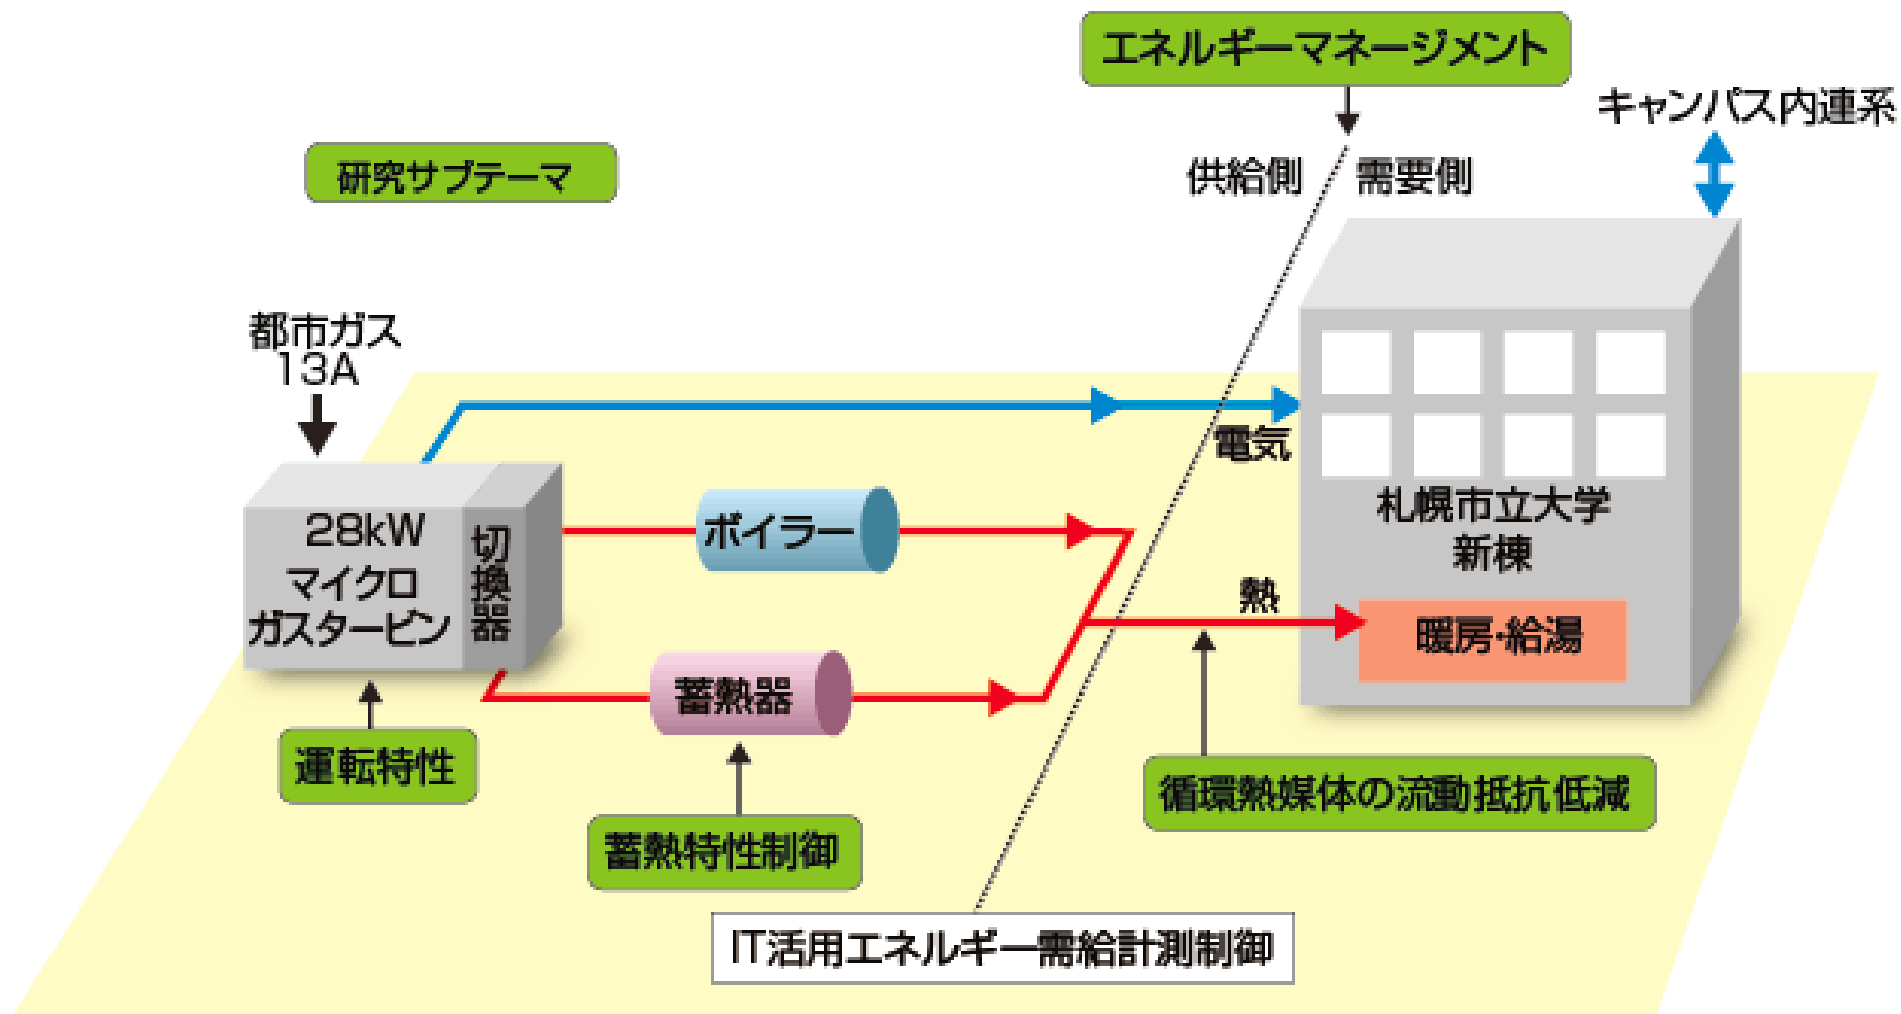 エネルギーマネージメント
キャンパス内連系
研究サブテーマ
供給側
需要側
都市ガス
13A
電気
28kW
マイクロ
ガスタービン
切換器
ボイラー
札幌市立大学
新棟
熱
暖房・給湯
蓄熱器
運転特性
循環熱媒体の流動抵抗低減
蓄熱特性制御
IT活用エネルギー需給計測制御